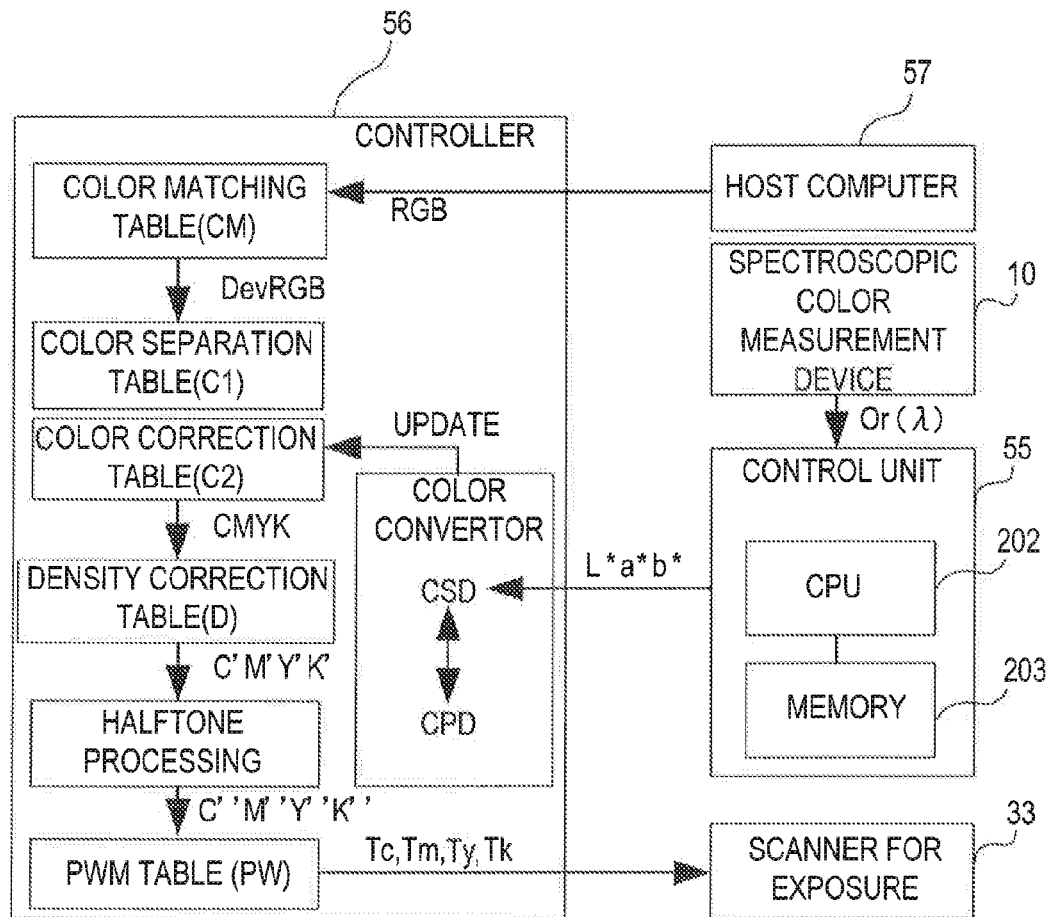 56
57
CONTROLLER
COLOR MATCHING
TABLE(CM)
RGB
HOST COMPUTER
DevRGB
SPECTROSCOPIC
COLOR
MEASUREMENT
DEVICE
10
COLOR SEPARATION
TABLE(C1)
COLOR CORRECTION
TABLE(C2)
UPDATE
Or(λ)
CONTROL UNIT
55
CMYK
COLOR
CONVERTOR
DENSITY CORRECTION
TABLE(D)
CSD
L*a*b*
CPU
202
C'M'Y'K'
HALFTONE
PROCESSING
CPD
MEMORY
203
C''M''Y''K''
PWM TABLE (PW)
Tc,Tm,Ty,Tk
SCANNER FOR
EXPOSURE
33